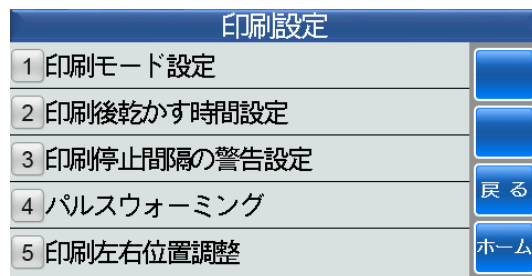 印刷設定
1 印刷モード設定
2 印刷後乾かす時間設定
3 印刷停止間隔の警告設定
4 パルスウォーミング
5 印刷左右位置調整
戻る
ホーム